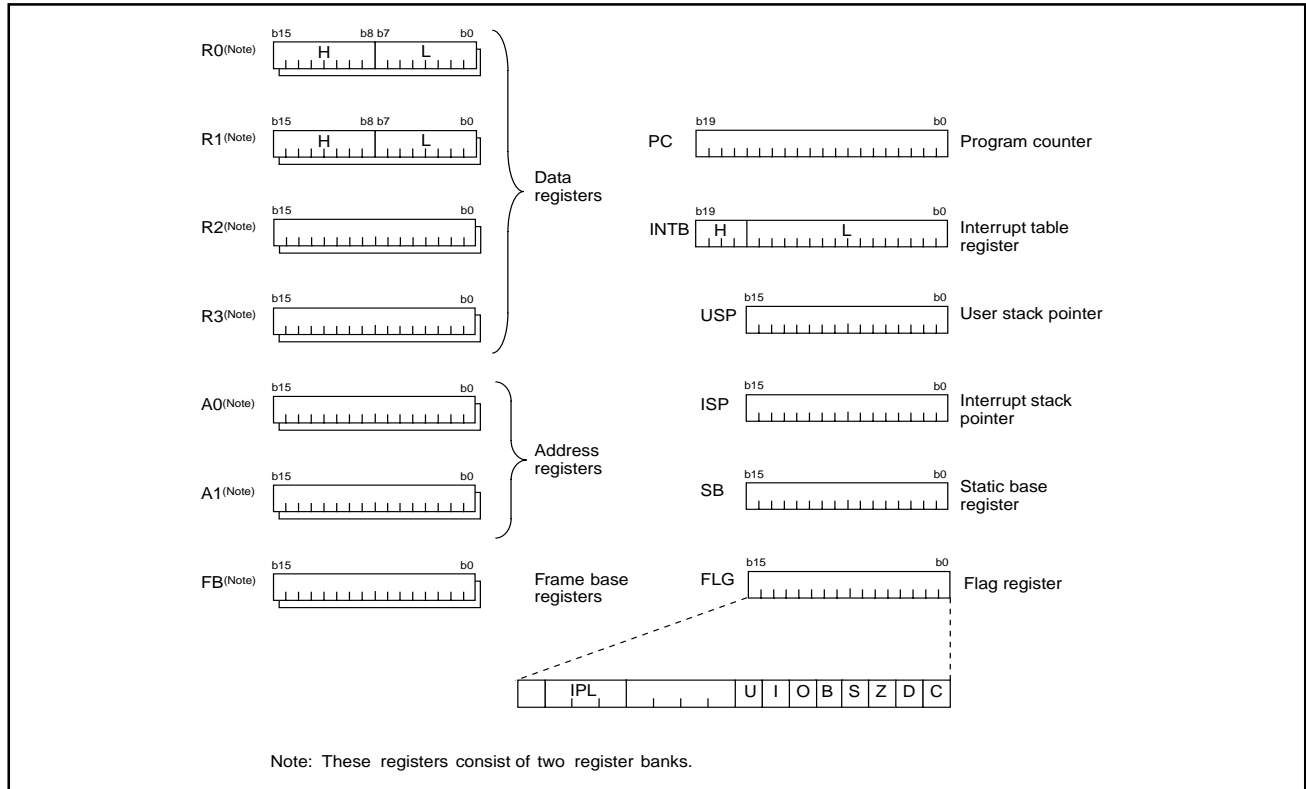 b15 b8 b7 b0
R0(Note) H L
b15 b8 b7 b0
R1(Note) H L
b15 b0
R2(Note)
b15 b0
R3(Note)
Data
registers
b15 b0
A0(Note)
b15 b0
A1(Note)
Address
registers
b15 b0
FB(Note)
Frame base
registers
b19 b0
PC Program counter
b19 b0
INTB H L Interrupt table
register
b15 b0
USP User stack pointer
b15 b0
ISP Interrupt stack
pointer
b15 b0
SB Static base
register
b15 b0
FLG Flag register
IPL U I O B S Z D C
Note: These registers consist of two register banks.